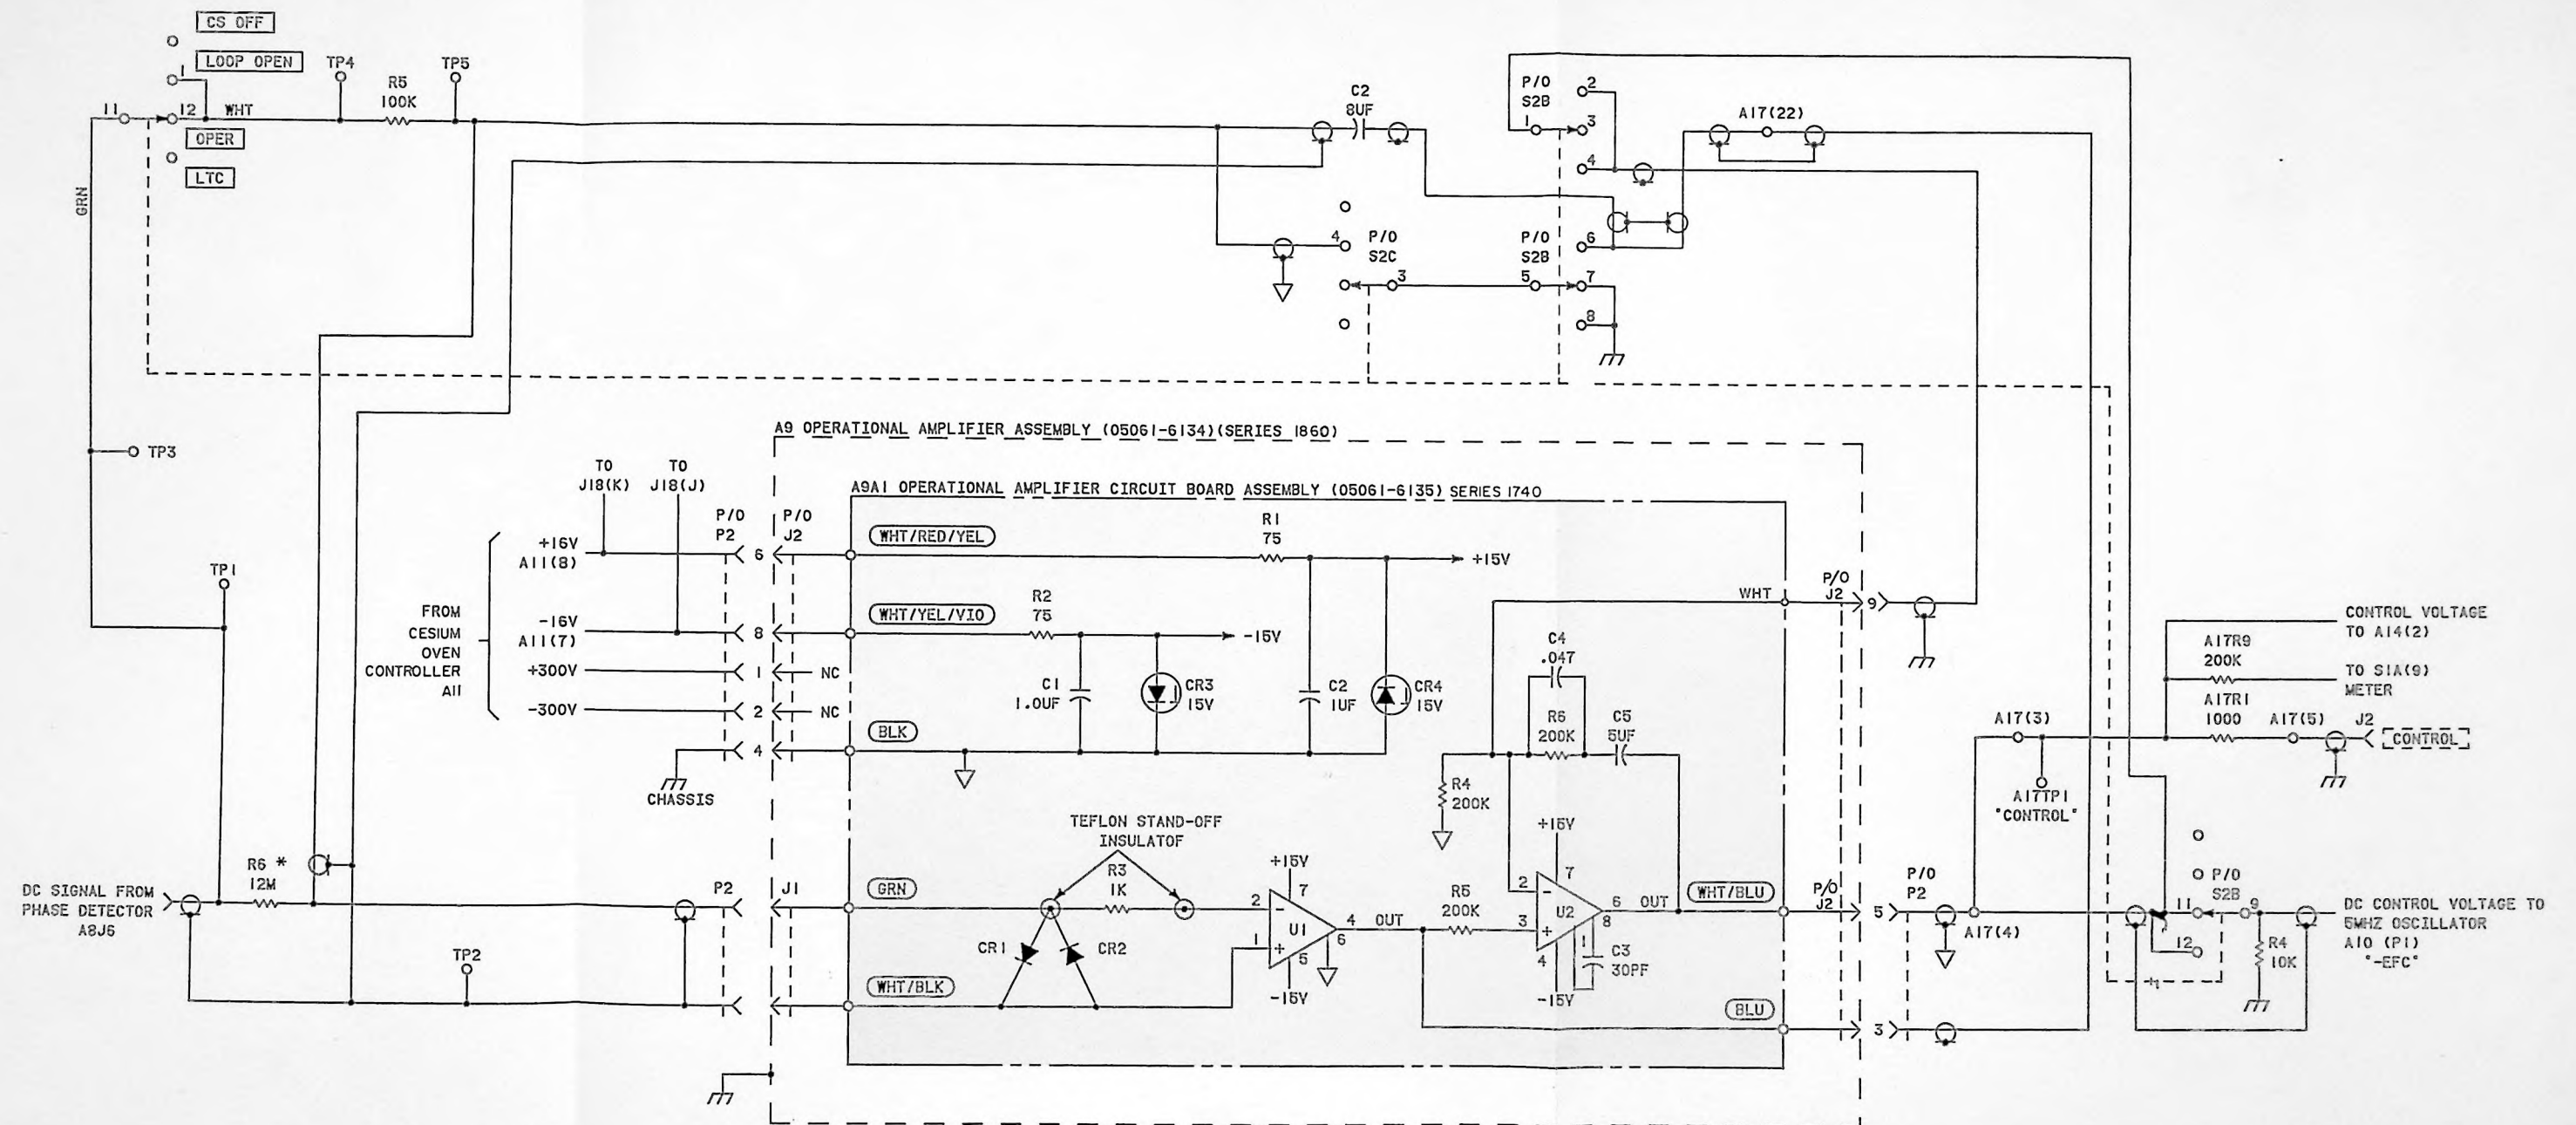 CS OFF
LOOP OPEN
1
11
12
WHT
OPER
LTC
GRN
TP4
R5
100K
TP5
C2
8UF
P/O
S2B
1
2
3
4
A17(22)
4
P/O
S2C
3
P/O
S2B
5
6
7
8
TP3
TP1
A9 OPERATIONAL AMPLIFIER ASSEMBLY (05061-6134)(SERIES 1860)
A9A1 OPERATIONAL AMPLIFIER CIRCUIT BOARD ASSEMBLY (05061-6135) SERIES 1740
TO
J18(K)
TO
J18(J)
P/O
P2
P/O
J2
FROM
CESIUM
OVEN
CONTROLLER
A11
+16V
A11(8)
6
-16V
A11(7)
8
+300V
1
NC
-300V
2
NC
4
CHASSIS
WHT/RED/YEL
R1
75
+15V
WHT/YEL/VIO
R2
75
-15V
C1
1.0UF
CR3
15V
C2
1UF
CR4
15V
BLK
WHT
P/O
J2
9
C4
.047
R6
200K
C5
5UF
R4
200K
TEFLON STAND-OFF
INSULATOF
R3
1K
GRN
CR1
CR2
WHT/BLK
+15V
7
2
-
U1
1
+
5
-15V
4
OUT
6
R5
200K
+15V
7
2
-
U2
3
+
4
-15V
6
OUT
8
1
C3
30PF
WHT/BLU
BLU
P/O
J2
5
3
P/O
P2
DC SIGNAL FROM
PHASE DETECTOR
A8J6
R6 *
12M
TP2
P2
J1
A17(4)
A17(3)
A17TP1
"CONTROL"
CONTROL VOLTAGE
TO A14(2)
A17R9
200K
TO S1A(9)
METER
A17R1
1000
A17(5)
J2
CONTROL
P/O
S2B
11
9
12
R4
10K
DC CONTROL VOLTAGE TO
5MHZ OSCILLATOR
A10 (P1)
"-EFC"